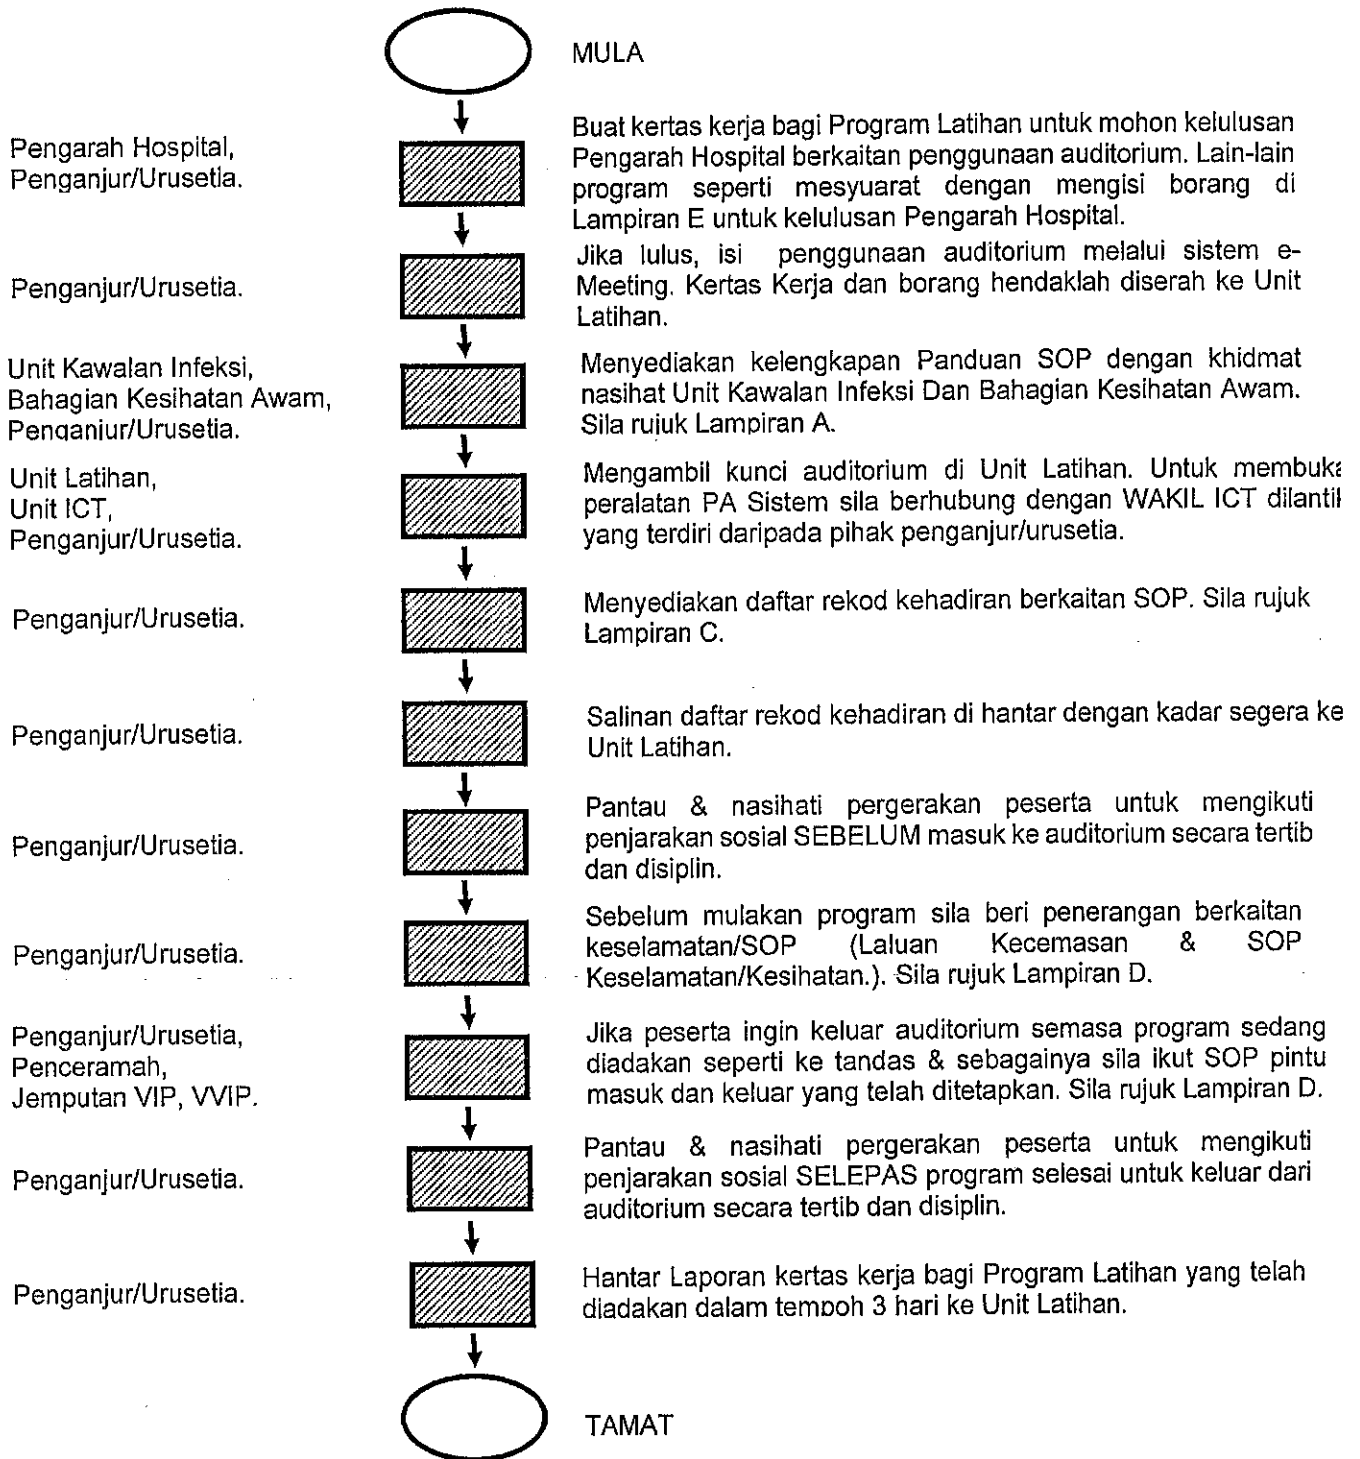 MULA
Pengarah Hospital,
Penganjur/Urusetia.
Buat kertas kerja bagi Program Latihan untuk mohon kelulusan
Pengarah Hospital berkaitan penggunaan auditorium. Lain-lain
program seperti mesyuarat dengan mengisi borang di
Lampiran E untuk kelulusan Pengarah Hospital.
Penganjur/Urusetia.
Jika lulus, isi penggunaan auditorium melalui sistem e-
Meeting. Kertas Kerja dan borang hendaklah diserah ke Unit
Latihan.
Unit Kawalan Infeksi,
Bahagian Kesihatan Awam,
Penganjur/Urusetia.
Menyediakan kelengkapan Panduan SOP dengan khidmat
nasihat Unit Kawalan Infeksi Dan Bahagian Kesihatan Awam.
Sila rujuk Lampiran A.
Unit Latihan,
Unit ICT,
Penganjur/Urusetia.
Mengambil kunci auditorium di Unit Latihan. Untuk membuka
peralatan PA Sistem sila berhubung dengan WAKIL ICT dilantik
yang terdiri daripada pihak penganjur/urusetia.
Penganjur/Urusetia.
Menyediakan daftar rekod kehadiran berkaitan SOP. Sila rujuk
Lampiran C.
Penganjur/Urusetia.
Salinan daftar rekod kehadiran di hantar dengan kadar segera ke
Unit Latihan.
Penganjur/Urusetia.
Pantau & nasihati pergerakan peserta untuk mengikuti
penjarakan sosial SEBELUM masuk ke auditorium secara tertib
dan disiplin.
Penganjur/Urusetia.
Sebelum mulakan program sila beri penerangan berkaitan
keselamatan/SOP (Laluan Kecemasan & SOP
Keselamatan/Kesihatan.). Sila rujuk Lampiran D.
Penganjur/Urusetia,
Penceramah,
Jemputan VIP, VVIP.
Jika peserta ingin keluar auditorium semasa program sedang
diadakan seperti ke tandas & sebagainya sila ikut SOP pintu
masuk dan keluar yang telah ditetapkan. Sila rujuk Lampiran D.
Penganjur/Urusetia.
Pantau & nasihati pergerakan peserta untuk mengikuti
penjarakan sosial SELEPAS program selesai untuk keluar dari
auditorium secara tertib dan disiplin.
Penganjur/Urusetia.
Hantar Laporan kertas kerja bagi Program Latihan yang telah
diadakan dalam tempoh 3 hari ke Unit Latihan.
TAMAT